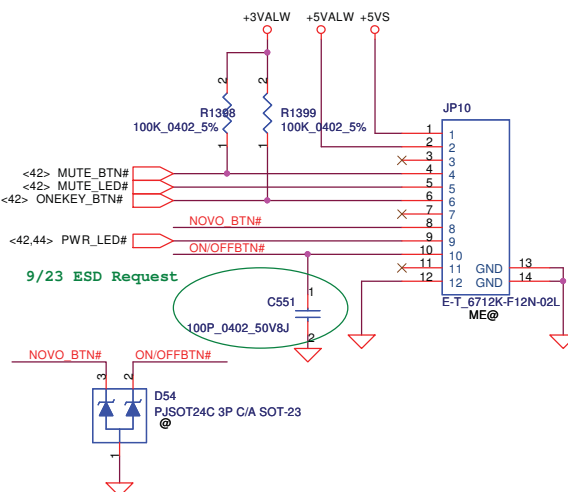 +3VALW +5VALW +5VS
JP10
2 2
R1398 R1399
100K_0402_5% 100K_0402_5%
1 1
1 1
2 2
3 3
<42> MUTE_BTN# 4 4
<42> MUTE_LED# 5 5
<42> ONEKEY_BTN# 6 6
7 7
NOVO_BTN# 8 8
<42,44> PWR_LED# 9 9
ON/OFFBTN# 10 10
11 11 GND 13
12 12 GND 14
9/23 ESD Request
E-T_6712K-F12N-02L
ME@
1
C551
100P_0402_50V8J
2
NOVO_BTN# ON/OFFBTN#
3 2
D54
PJSOT24C 3P C/A SOT-23
@
1